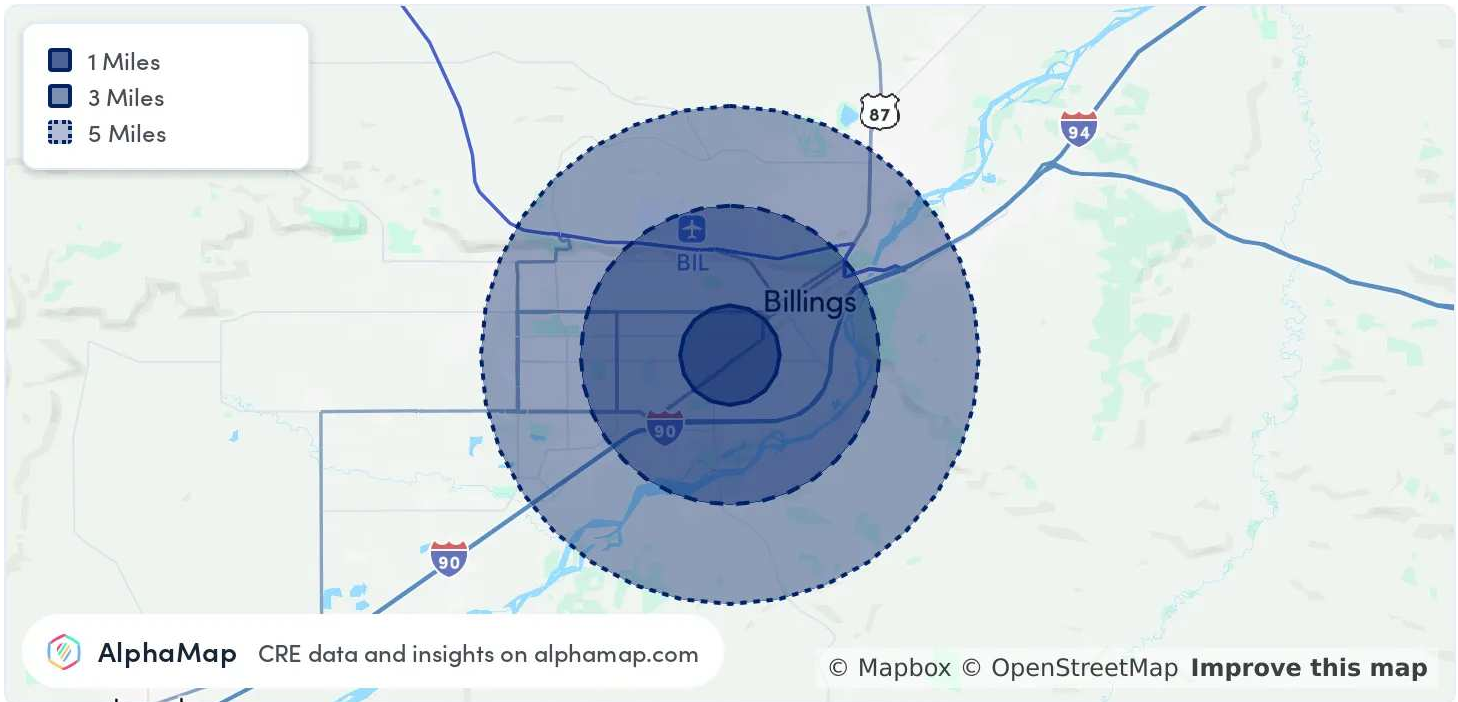 1 Miles
3 Miles
5 Miles
87
94
BIL
Billings
90
90
AlphaMap CRE data and insights on alphamap.com
© Mapbox © OpenStreetMap Improve this map